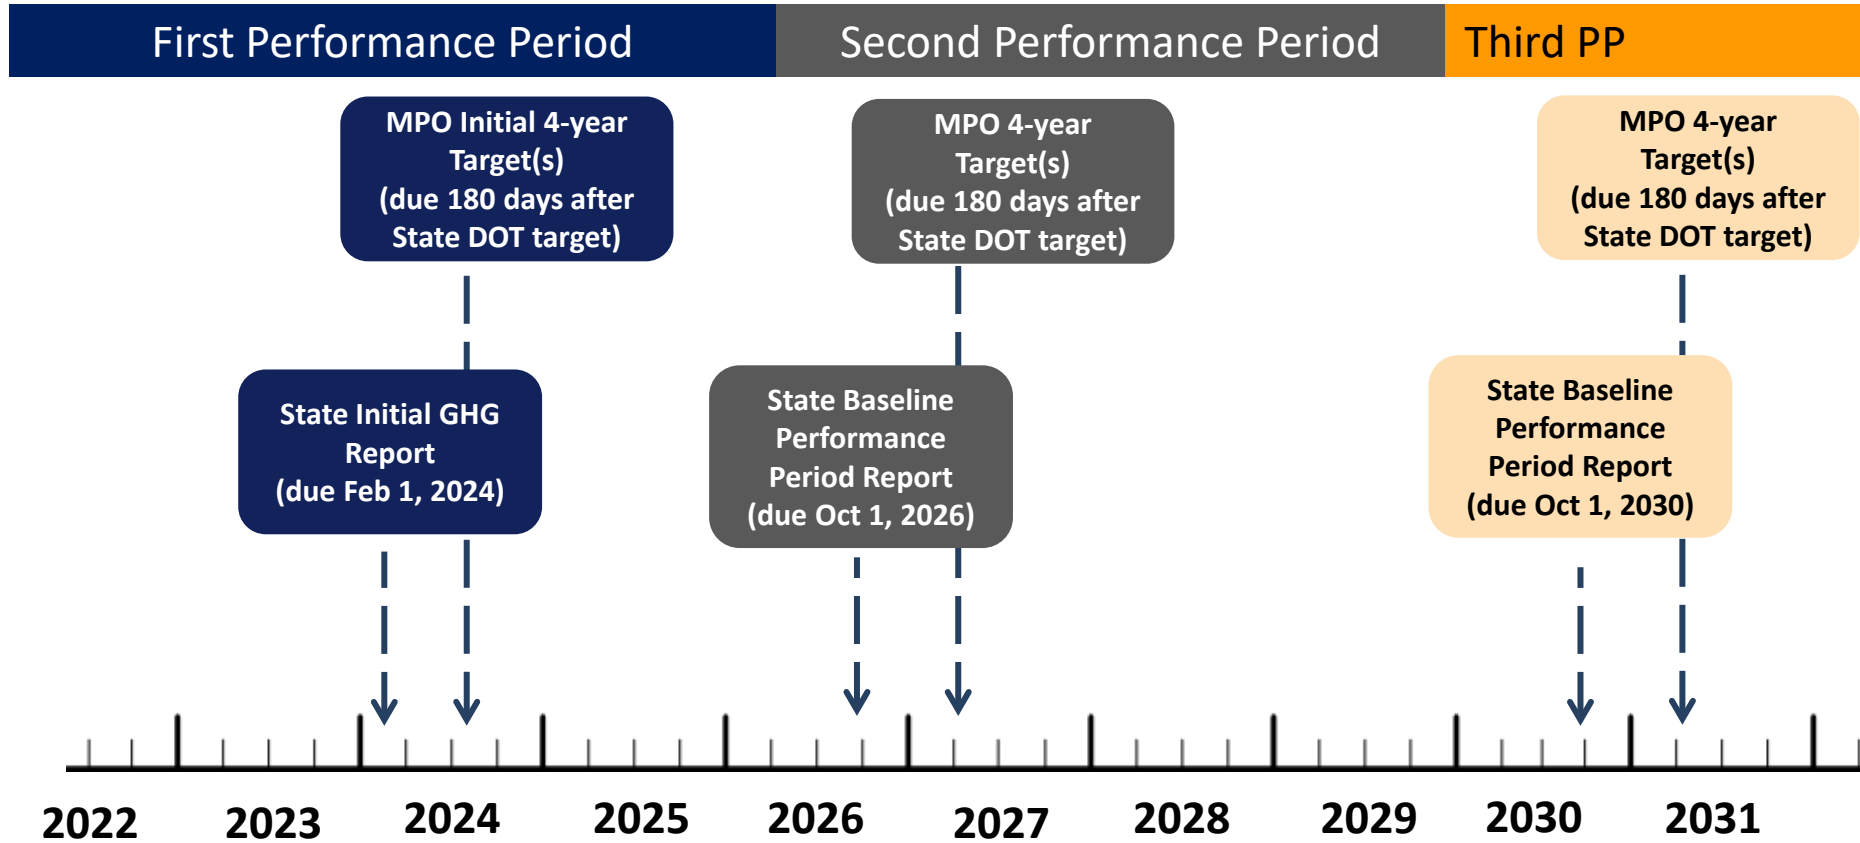 First Performance Period
Second Performance Period
Third PP
MPO Initial 4-year
Target(s)
(due 180 days after
State DOT target)
MPO 4-year
Target(s)
(due 180 days after
State DOT target)
MPO 4-year
Target(s)
(due 180 days after
State DOT target)
State Initial GHG
Report
(due Feb 1, 2024)
State Baseline
Performance
Period Report
(due Oct 1, 2026)
State Baseline
Performance
Period Report
(due Oct 1, 2030)
2022
2023
2024
2025
2026
2027
2028
2029
2030
2031